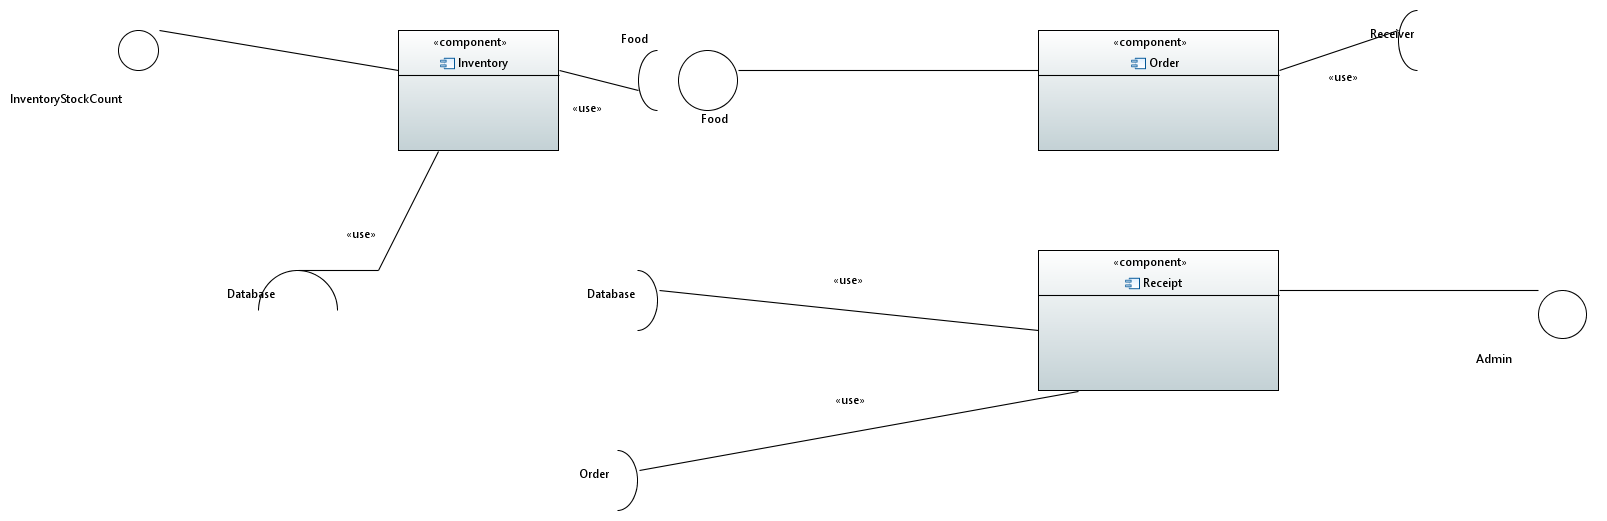 «component»
Inventory
InventoryStockCount
Food
«use»
Food
«component»
Order
Receiver
«use»
«use»
Database
Database
«use»
«component»
Receipt
Admin
«use»
Order